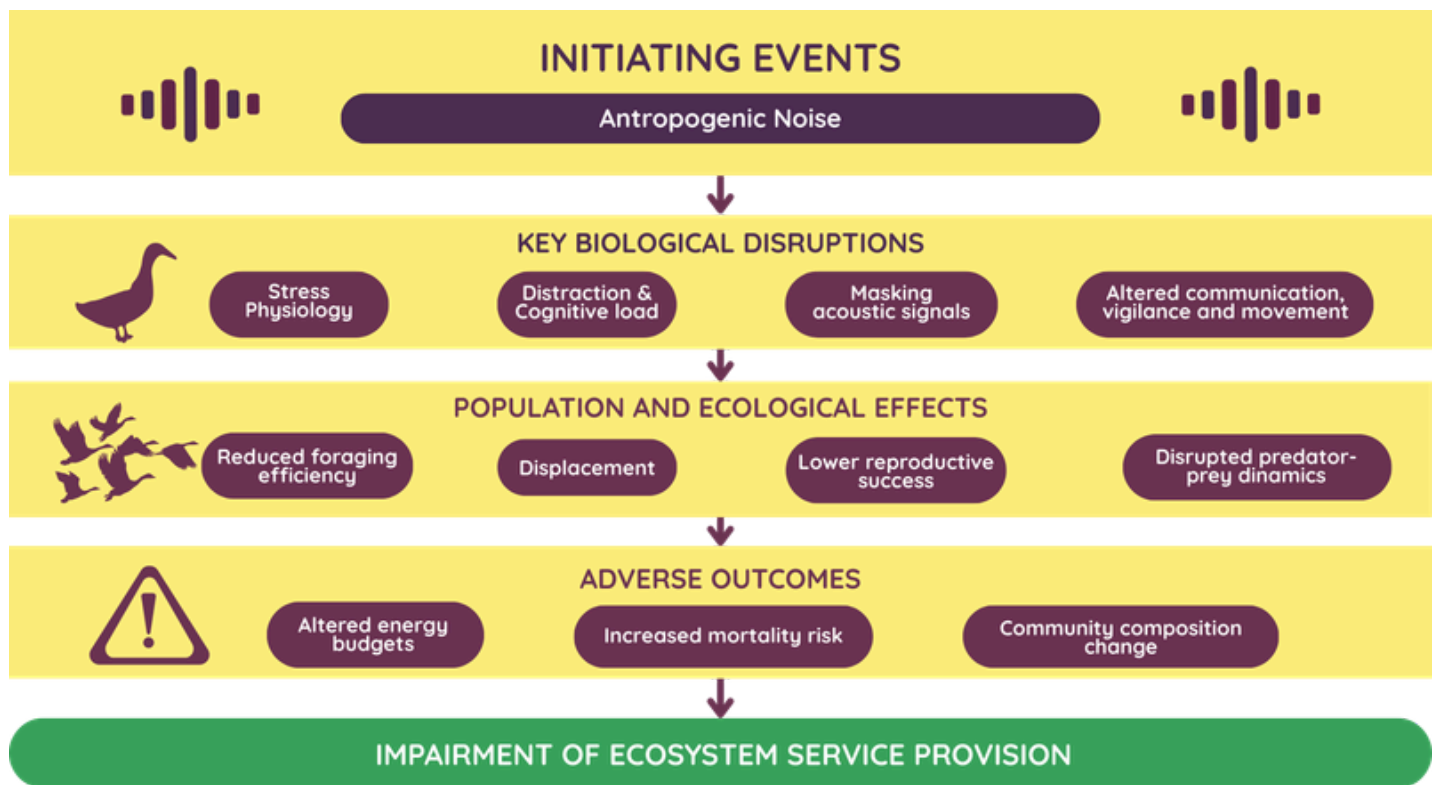 INITIATING EVENTS
Antropogenic Noise
KEY BIOLOGICAL DISRUPTIONS
Stress
Physiology
Distraction &
Cognitive load
Masking
acoustic signals
Altered communication,
vigilance and movement
POPULATION AND ECOLOGICAL EFFECTS
Reduced foraging
efficiency
Displacement
Lower reproductive
success
Disrupted predator-
prey dinamics
ADVERSE OUTCOMES
Altered energy
budgets
Increased mortality risk
Community composition
change
IMPAIRMENT OF ECOSYSTEM SERVICE PROVISION